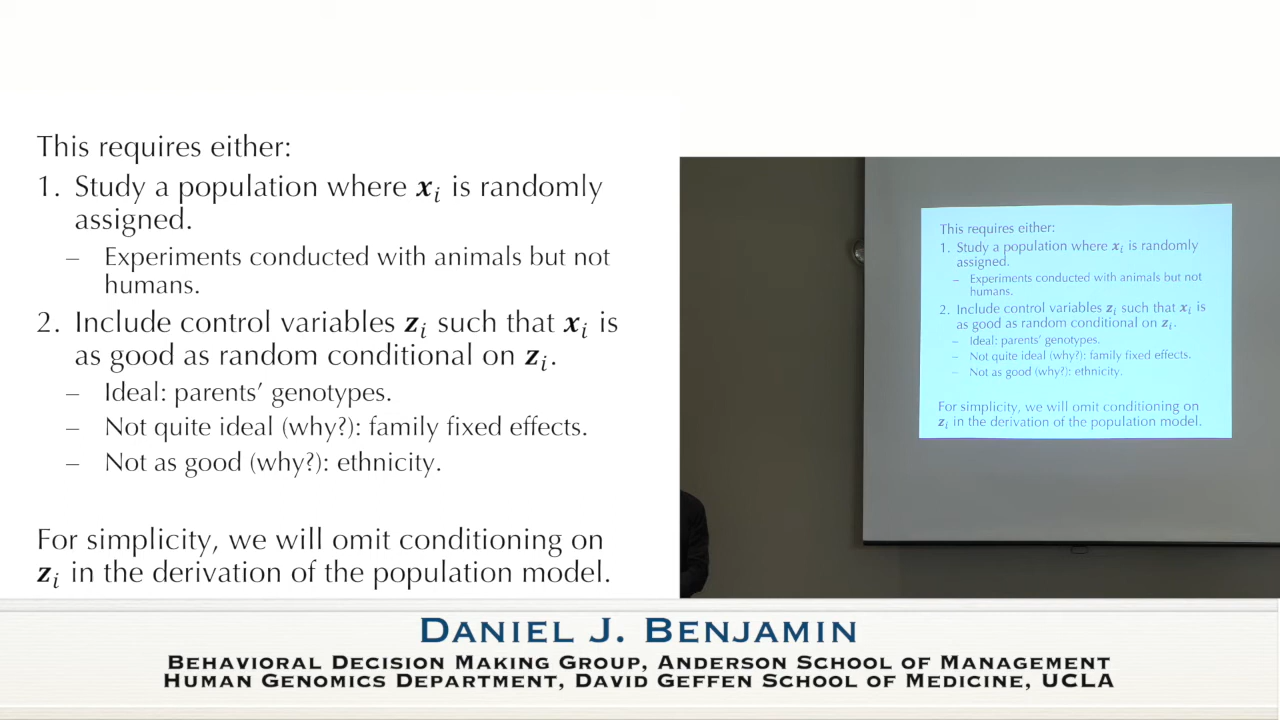 This requires either:
1. Study a population where xᵢ is randomly
assigned.
– Experiments conducted with animals but not
humans.
2. Include control variables zᵢ such that xᵢ is
as good as random conditional on zᵢ.
– Ideal: parents’ genotypes.
– Not quite ideal (why?): family fixed effects.
– Not as good (why?): ethnicity.
For simplicity, we will omit conditioning on
zᵢ in the derivation of the population model.
This requires either:
1. Study a population where xᵢ is randomly
assigned.
– Experiments conducted with animals but not
humans.
2. Include control variables zᵢ such that xᵢ is
as good as random conditional on zᵢ.
– Ideal: parents’ genotypes.
– Not quite ideal (why?): family fixed effects.
– Not as good (why?): ethnicity.
For simplicity, we will omit conditioning on
zᵢ in the derivation of the population model.
DANIEL J. BENJAMIN
BEHAVIORAL DECISION MAKING GROUP, ANDERSON SCHOOL OF MANAGEMENT
HUMAN GENOMICS DEPARTMENT, DAVID GEFFEN SCHOOL OF MEDICINE, UCLA